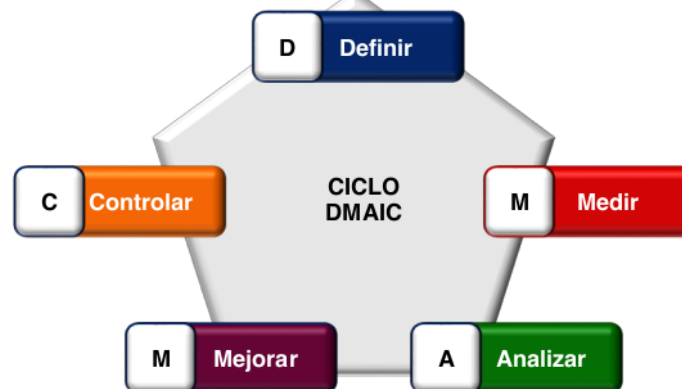 D Definir
C Controlar
CICLO
DMAIC
M Medir
M Mejorar
A Analizar